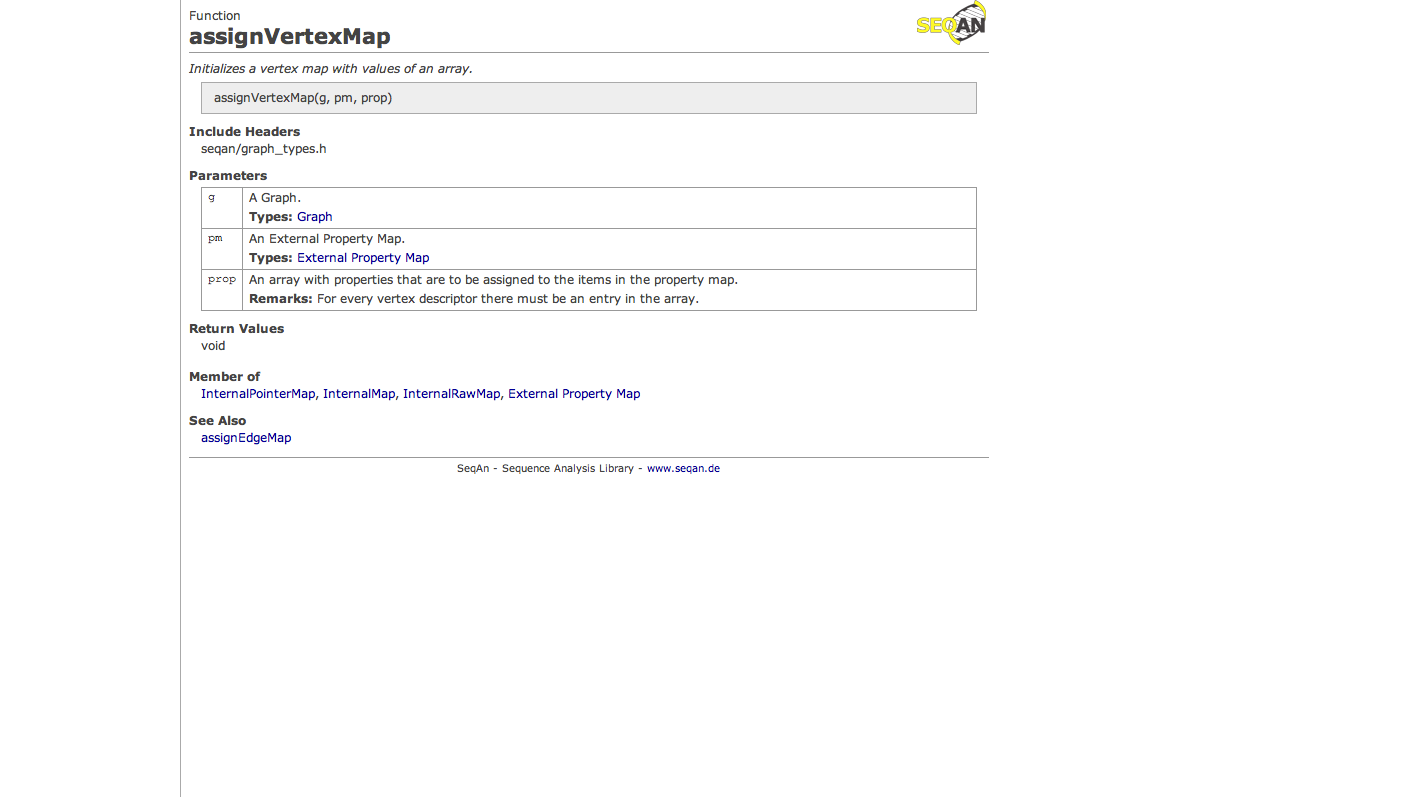 Function
SEQAN
assignVertexMap
Initializes a vertex map with values of an array.
assignVertexMap(g, pm, prop)
Include Headers
seqan/graph_types.h
Parameters
g A Graph.
Types: Graph
pm An External Property Map.
Types: External Property Map
prop An array with properties that are to be assigned to the items in the property map.
Remarks: For every vertex descriptor there must be an entry in the array.
Return Values
void
Member of
InternalPointerMap, InternalMap, InternalRawMap, External Property Map
See Also
assignEdgeMap
SeqAn - Sequence Analysis Library - www.seqan.de